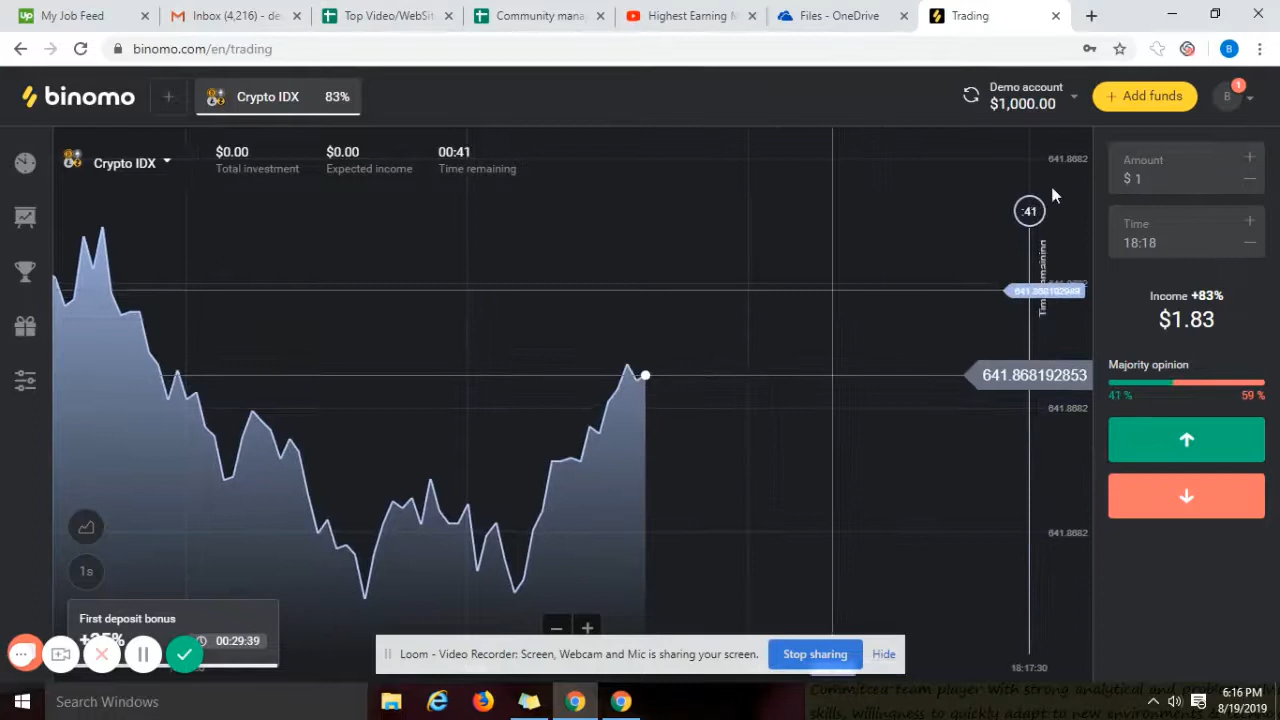 My Job Feed
Inbox (4,216) - de
Top Video/WebSit
Community mana
Highest Earning M
Files - OneDrive
Trading
binomo.com/en/trading
B
binomo
Crypto IDX 83%
Demo account
$1,000.00
+ Add funds
B
1
Crypto IDX
$0.00
Total investment
$0.00
Expected income
00:41
Time remaining
641.8682
Amount
$ 1
:41
Time
18:18
641.868192949
Income +83%
$1.83
641.868192853
Majority opinion
41 %
59 %
641.8682
641.8682
1s
First deposit bonus
00:29:39
Loom - Video Recorder: Screen, Webcam and Mic is sharing your screen.
Stop sharing
Hide
18:17:30
Search Windows
6:16 PM
8/19/2019